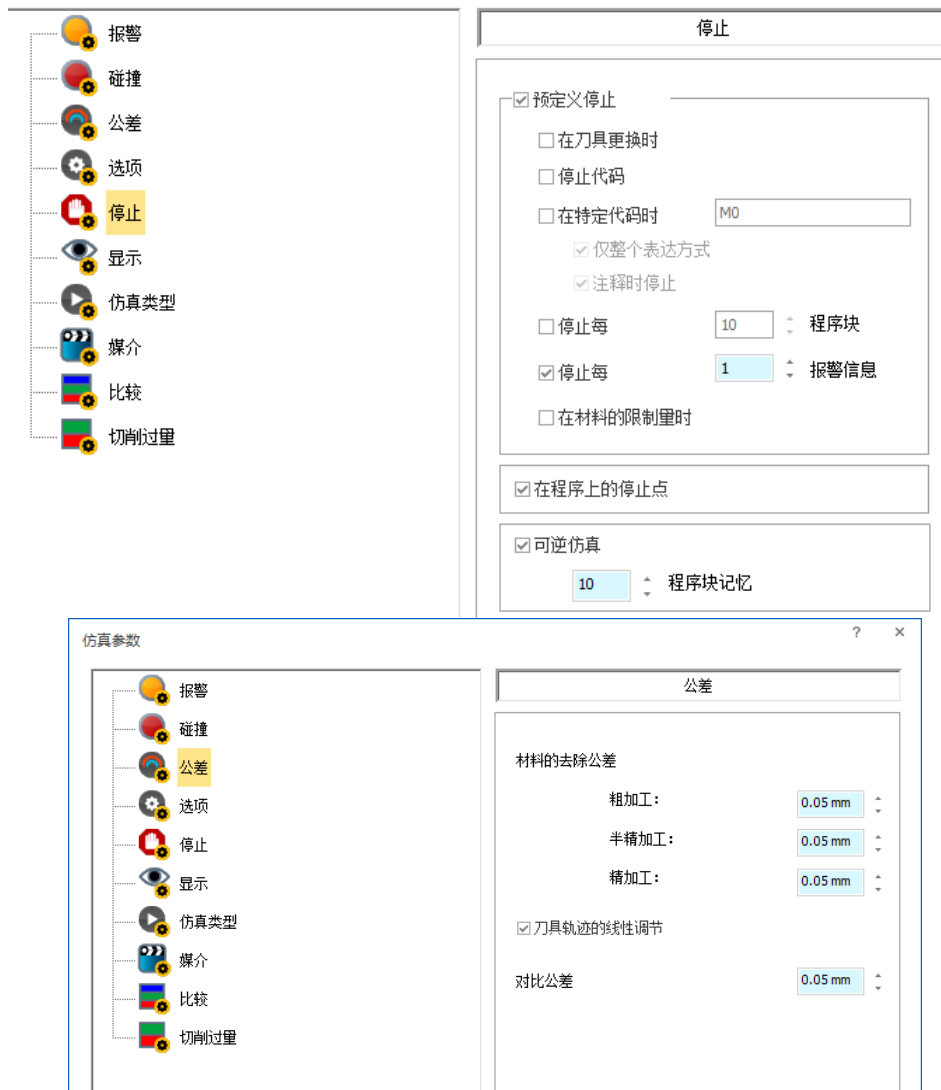 报警
碰撞
公差
选项
停止
显示
仿真类型
媒介
比较
切削过量
停止
预定义停止
在刀具更换时
停止代码
在特定代码时 M0
仅整个表达方式
注释时停止
停止每 10 程序块
停止每 1 报警信息
在材料的限制量时
在程序上的停止点
可逆仿真
10 程序块记忆
仿真参数 ? ×
报警
碰撞
公差
选项
停止
显示
仿真类型
媒介
比较
切削过量
公差
材料的去除公差
粗加工: 0.05 mm
半精加工: 0.05 mm
精加工: 0.05 mm
刀具轨迹的线性调节
对比公差 0.05 mm